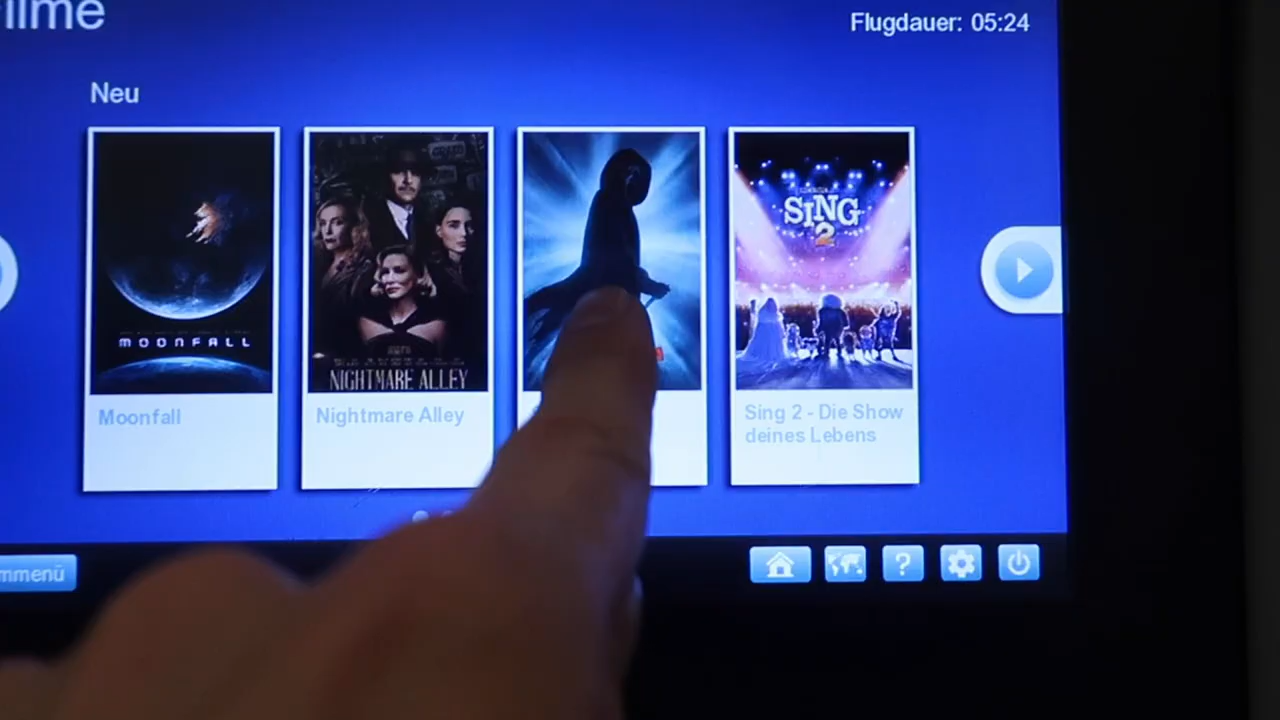 ilme
Flugdauer: 05:24
Neu
MOONFALL
NIGHTMARE ALLEY
SING
2
Moonfall
Nightmare Alley
Sing 2 - Die Show
deines Lebens
mmenü
?